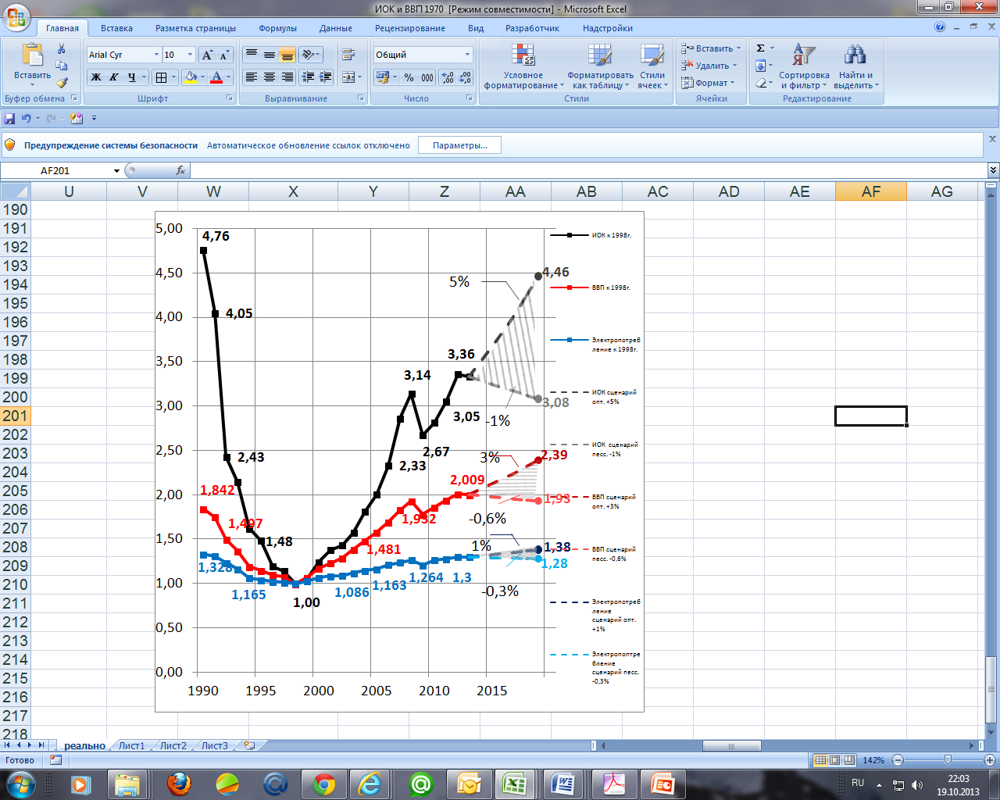 ИОК и ВВП 1970 [Режим совместимости] - Microsoft Excel
Главная Вставка Разметка страницы Формулы Данные Рецензирование Вид Разработчик Надстройки
Вставить
Буфер обмена
Arial Cyr 10
Ж К Ч
Шрифт
Выравнивание
Общий
% 000
Число
Условное форматирование
Форматировать как таблицу
Стили ячеек
Стили
Вставить
Удалить
Формат
Ячейки
Сортировка и фильтр
Найти и выделить
Редактирование
Предупреждение системы безопасности Автоматическое обновление ссылок отключено Параметры...
AF201 fx
U V W X Y Z AA AB AC AD AE AF AG
190
191
192
193
194
195
196
197
198
199
200
201
202
203
204
205
206
207
208
209
210
211
212
213
214
215
216
217
218
5,00
4,50
4,00
3,50
3,00
2,50
2,00
1,50
1,00
0,50
0,00
1990 1995 2000 2005 2010 2015
4,76
4,05
2,43
1,842
1,497
1,48
1,328
1,165
1,00
1,086
1,163
1,264
1,3
1,481
1,932
2,009
2,33
2,67
3,05
3,14
3,36
5%
4,46
-1%
3,08
3%
2,39
1,93
-0,6%
1%
1,38
1,28
-0,3%
ИОК к 1998г.
ВВП к 1998г.
Электропотреб
ление к 1998г.
ИОК сценарий
опт. +5%
ИОК сценарий
песс. -1%
ВВП сценарий
опт. +3%
ВВП сценарий
песс. -0,6%
Электропотреб
ление
сценарий опт.
+1%
Электропоптре
бление
сценарий песс.
-0,3%
реально Лист1 Лист2 Лист3
Готово 142%
RU 22:03
19.10.2013